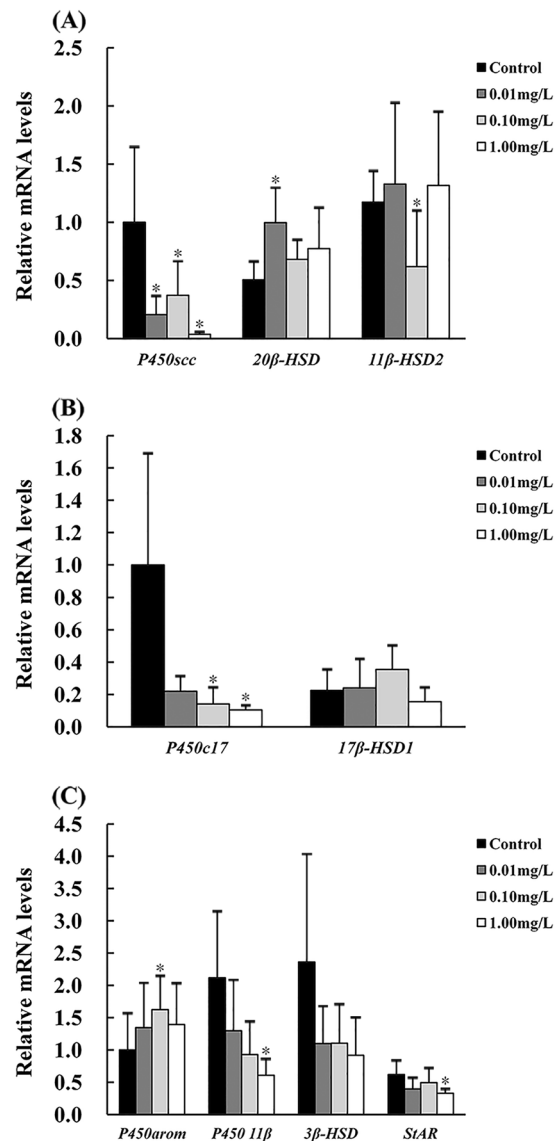 (A)
Relative mRNA levels
2.5
2.0
1.5
1.0
0.5
0.0
*
*
*
*
*
P450scc
20β-HSD
11β-HSD2
Control
0.01mg/L
0.10mg/L
1.00mg/L
(B)
Relative mRNA levels
1.8
1.6
1.4
1.2
1.0
0.8
0.6
0.4
0.2
0.0
*
*
P450c17
17β-HSD1
Control
0.01mg/L
0.10mg/L
1.00mg/L
(C)
Relative mRNA levels
4.5
4.0
3.5
3.0
2.5
2.0
1.5
1.0
0.5
0.0
*
*
*
P450arom
P450 11β
3β-HSD
StAR
Control
0.01mg/L
0.10mg/L
1.00mg/L